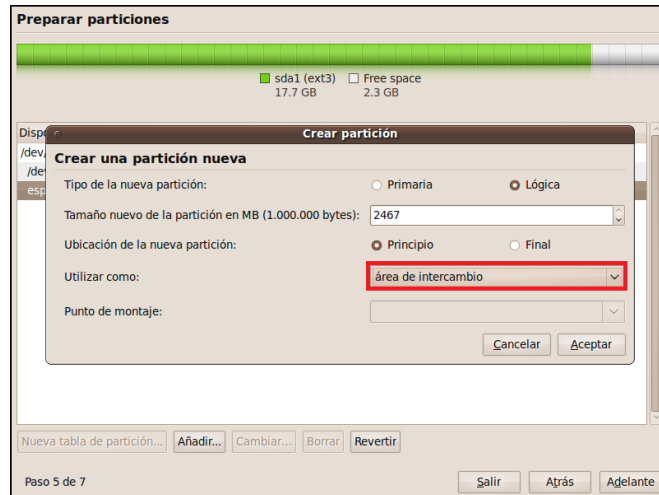 Preparar particiones
sda1 (ext3) Free space
17.7 GB 2.3 GB
Crear partición
/dev/
Crear una partición nueva
Tipo de la nueva partición: Primaria Lógica
Tamaño nuevo de la partición en MB (1.000.000 bytes): 2467
Ubicación de la nueva partición: Principio Final
Utilizar como: área de intercambio
Punto de montaje:
Cancelar Aceptar
Nueva tabla de partición... Añadir... Cambiar... Borrar Revertir
Paso 5 de 7 Salir Atrás Adelante